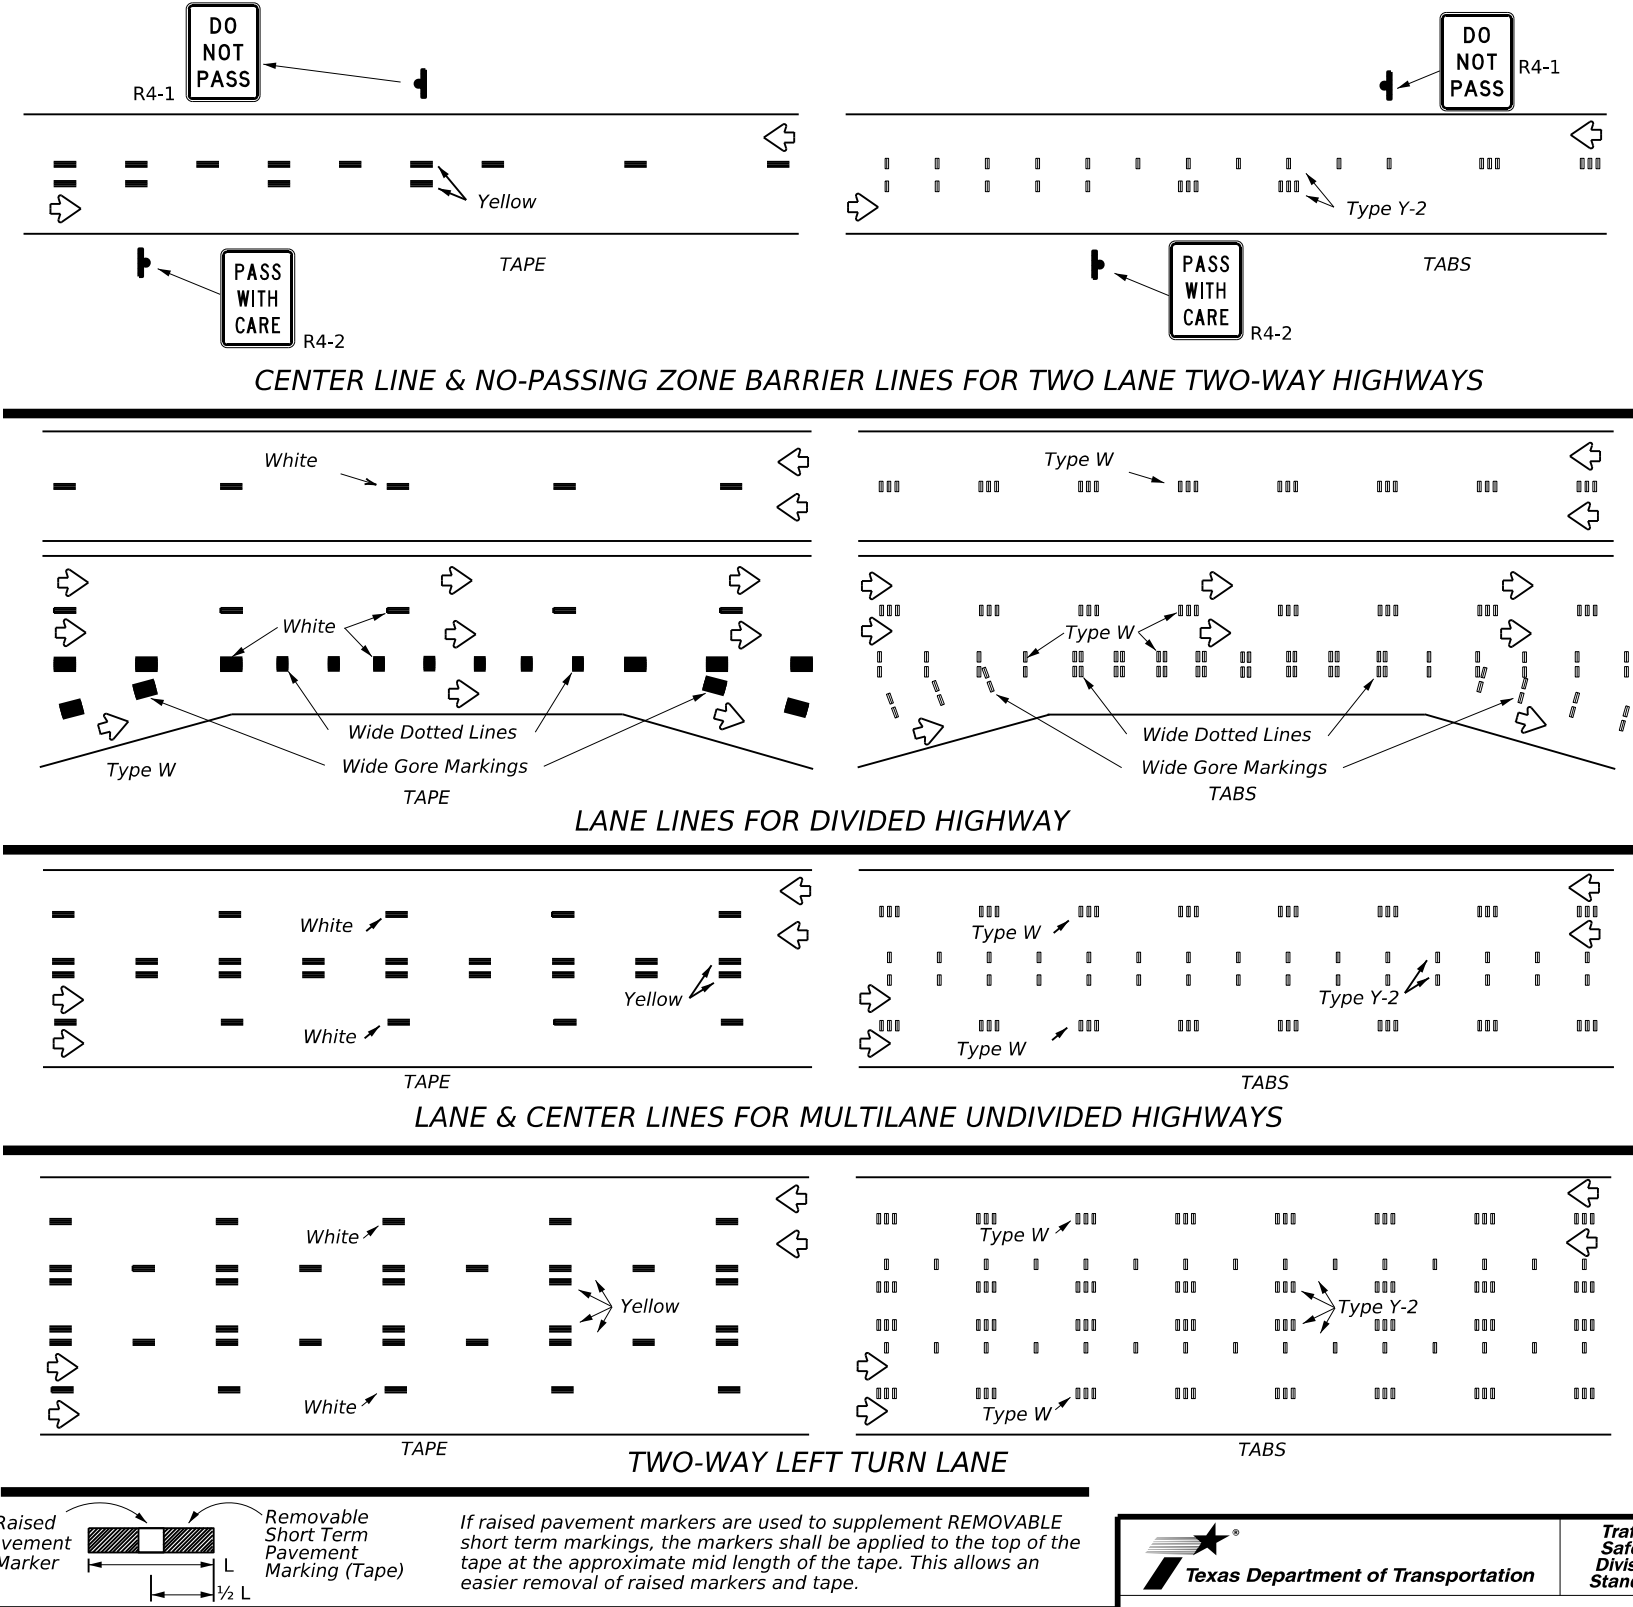 DO
NOT
PASS
R4-1
Yellow
PASS
WITH
CARE
R4-2
TAPE
DO
NOT
PASS
R4-1
Type Y-2
PASS
WITH
CARE
R4-2
TABS
CENTER LINE & NO-PASSING ZONE BARRIER LINES FOR TWO LANE TWO-WAY HIGHWAYS
White
White
Wide Dotted Lines
Wide Gore Markings
Type W
TAPE
Type W
Type W
Wide Dotted Lines
Wide Gore Markings
TABS
LANE LINES FOR DIVIDED HIGHWAY
White
Yellow
White
TAPE
Type W
Type Y-2
Type W
TABS
LANE & CENTER LINES FOR MULTILANE UNDIVIDED HIGHWAYS
White
Yellow
White
TAPE
Type W
Type Y-2
Type W
TABS
TWO-WAY LEFT TURN LANE
Raised
vement
Marker
L
½ L
Removable
Short Term
Pavement
Marking (Tape)
If raised pavement markers are used to supplement REMOVABLE
short term markings, the markers shall be applied to the top of the
tape at the approximate mid length of the tape. This allows an
easier removal of raised markers and tape.
®
Texas Department of Transportation
Traf
Safe
Divis
Stand